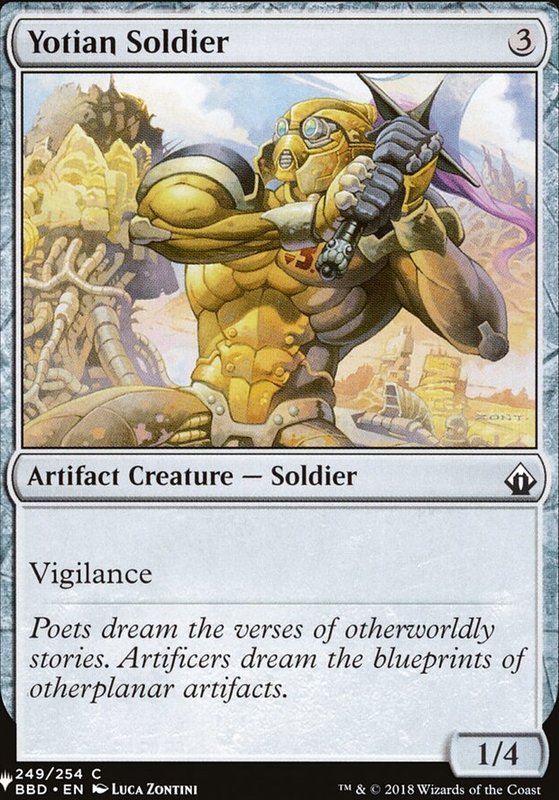 Yotian Soldier 3
ZONT.
Artifact Creature — Soldier
Vigilance
Poets dream the verses of otherworldly
stories. Artificers dream the blueprints of
otherplanar artifacts.
1/4
249/254 C
BBD • EN Luca Zontini
™ & © 2018 Wizards of the Coast